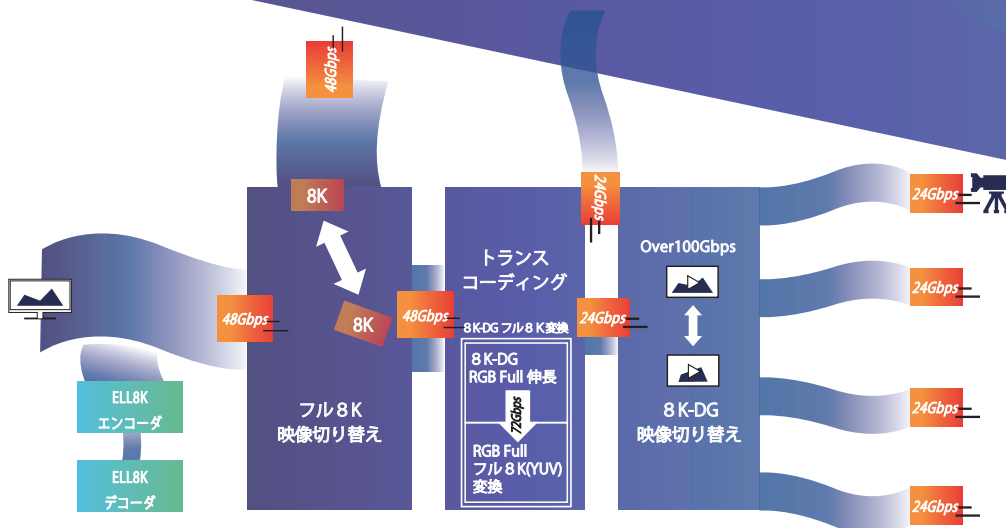 48Gbps
8K
8K
48Gbps
フル８K
映像切り替え
ELL8K
エンコーダ
ELL8K
デコーダ
48Gbps
トランス
コーディング
８K-DG フル８K 変換
８K-DG
RGB Full 伸長
72Gbps
RGB Full
フル８K(YUV)
変換
24Gbps
24Gbps
Over100Gbps
８K-DG
映像切り替え
24Gbps
24Gbps
24Gbps
24Gbps